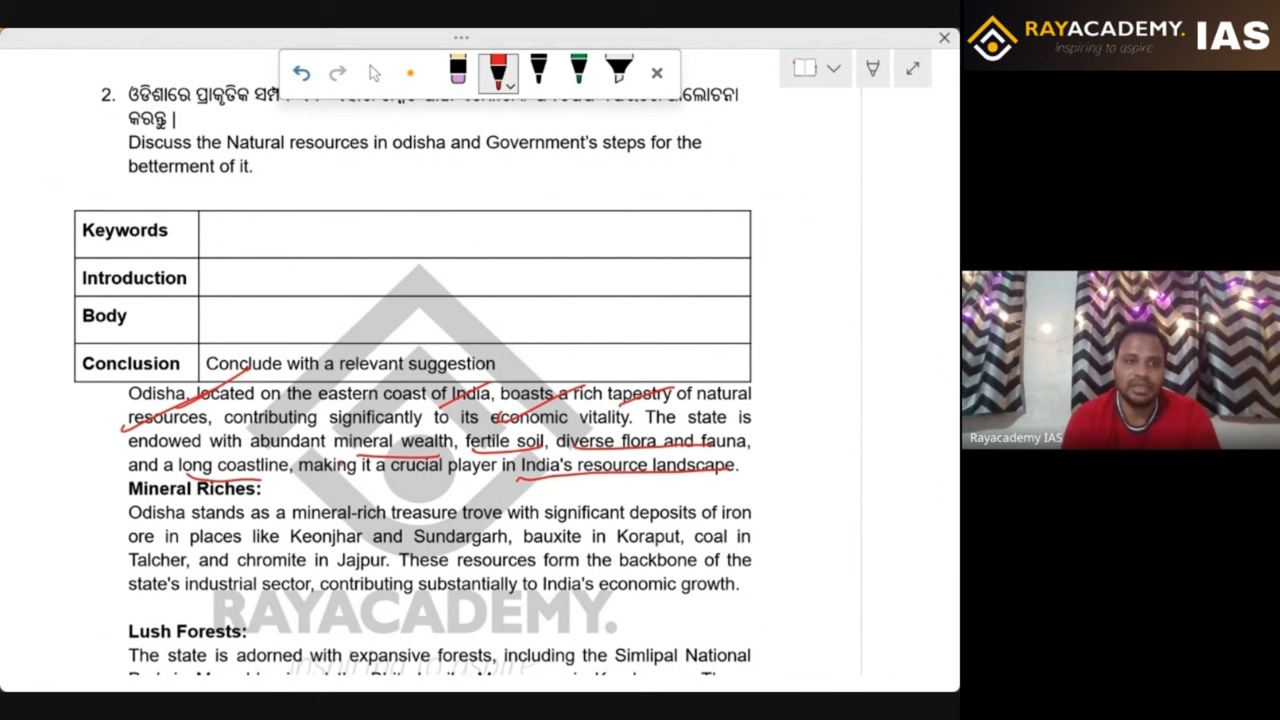 RAYACADEMY. IAS
inspiring to aspire
2. ଓଡିଶାରେ ପ୍ରାକୃତିକ
କରନ୍ତୁ |
Discuss the Natural resources in odisha and Government's steps for the
betterment of it.
Keywords
Introduction
Body
Conclusion Conclude with a relevant suggestion
Odisha, located on the eastern coast of India, boasts a rich tapestry of natural
resources, contributing significantly to its economic vitality. The state is
endowed with abundant mineral wealth, fertile soil, diverse flora and fauna,
and a long coastline, making it a crucial player in India's resource landscape.
Mineral Riches:
Odisha stands as a mineral-rich treasure trove with significant deposits of iron
ore in places like Keonjhar and Sundargarh, bauxite in Koraput, coal in
Talcher, and chromite in Jajpur. These resources form the backbone of the
state's industrial sector, contributing substantially to India's economic growth.
RAYACADEMY.
Lush Forests:
The state is adorned with expansive forests, including the Simlipal National
inspiring to aspire
Rayacademy IAS